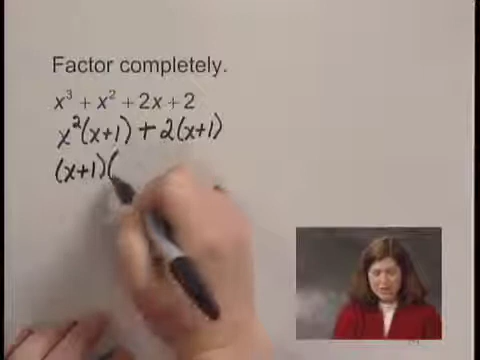 Factor completely.
x³ + x² + 2x + 2
x²(x+1) + 2(x+1)
(x+1)(